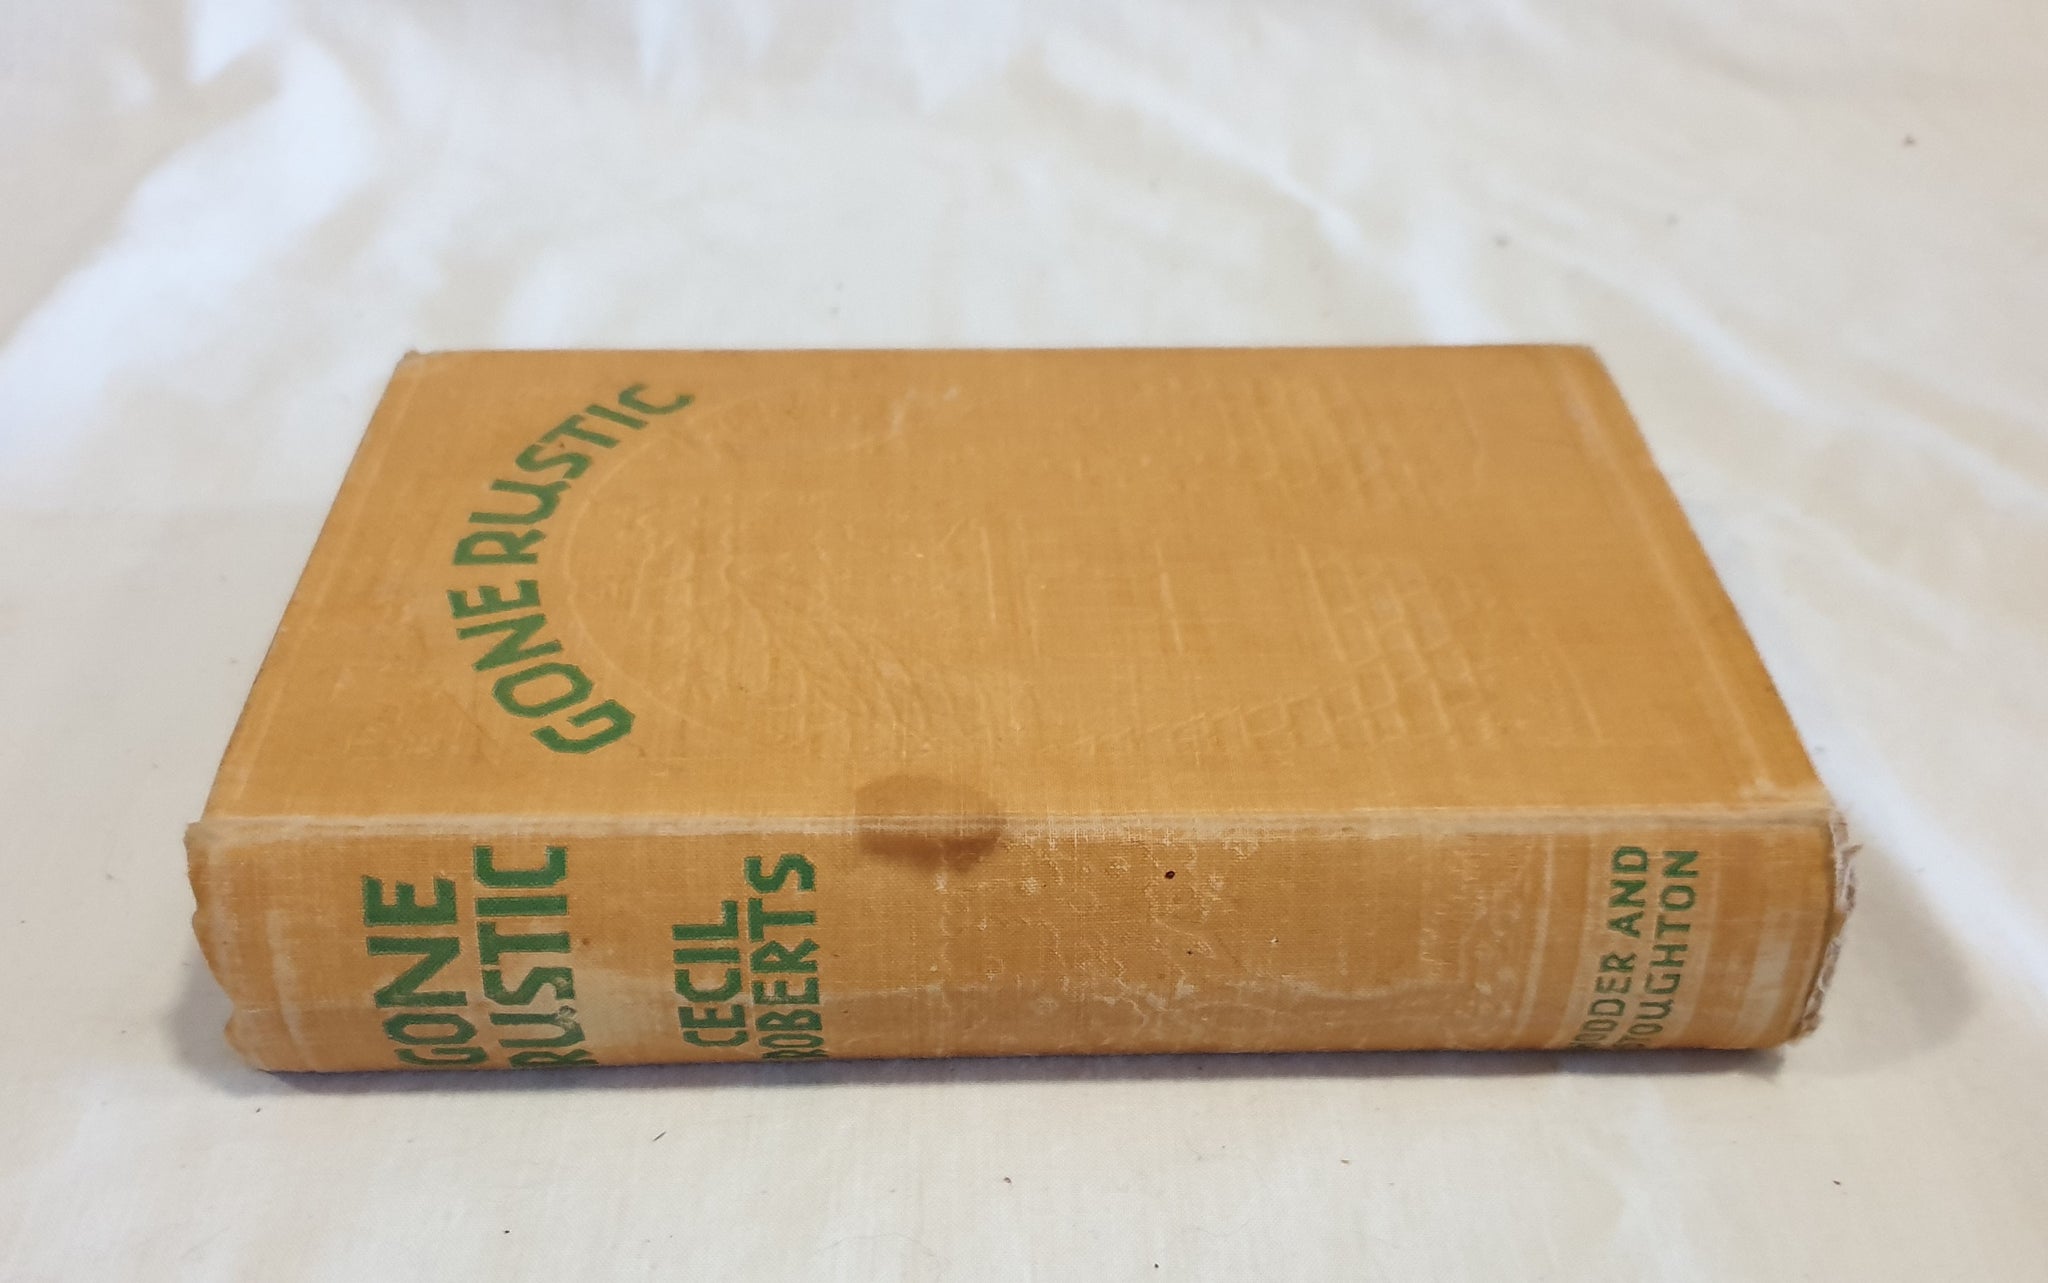 GONE RUSTIC
GONE
RUSTIC
CECIL
ROBERTS
HODDER AND
STOUGHTON